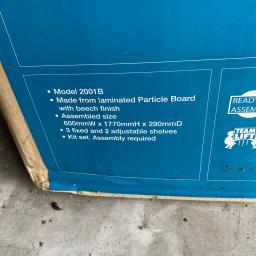 • Model 2001B
• Made from laminated Particle Board
with beech finish
• Assembled size
600mmW x 1770mmH x 290mmD
• 3 fixed and 2 adjustable shelves
• Kit set. Assembly required
READY
ASSEM
TEAM
LIFT